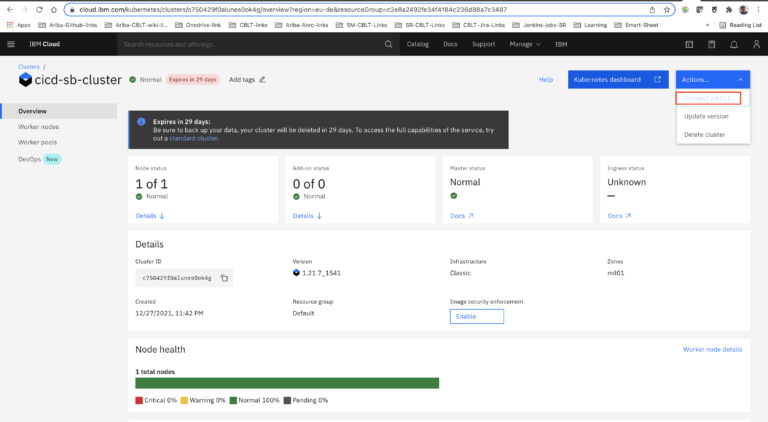 cloud.ibm.com/kubernetes/clusters/c750429f0alunes0ok4g/overview?region=eu-de&resourceGroup=c2e8a2492fe34f4164c236d88a7c3487
Apps Ariba-Github-links CBLT-wiki-li... Onedrive-link CBLT-Links Ariba-Anrc-links SM-CBLT-Links SR-CBLT-Links CBLT-Jira-Links Jenkins-jobs-SR Learning Smart-Sheet » Reading List
IBM Cloud Search resources and offerings... Catalog Docs Support Manage IBM
Clusters /
cicd-sb-cluster Normal Expires in 29 days Add tags Help Kubernetes dashboard Actions...
Connect via CLI
Update version
Delete cluster
Overview
Worker nodes
Worker pools
DevOps New
Expires in 29 days:
Be sure to back up your data, your cluster will be deleted in 29 days. To access the full capabilities of the service, try
out a standard cluster.
Node status Add-on status Master status Ingress status
1 of 1 0 of 0 Normal Unknown
Normal Normal —
Details Details Docs Docs
Details
Cluster ID Version Infrastructure Zones
c750429f0alunes0ok4g 1.21.7_1541 Classic mil01
Created Resource group Image security enforcement
12/27/2021, 11:42 PM Default Enable
Node health Worker node details
1 total nodes
Critical 0% Warning 0% Normal 100% Pending 0%